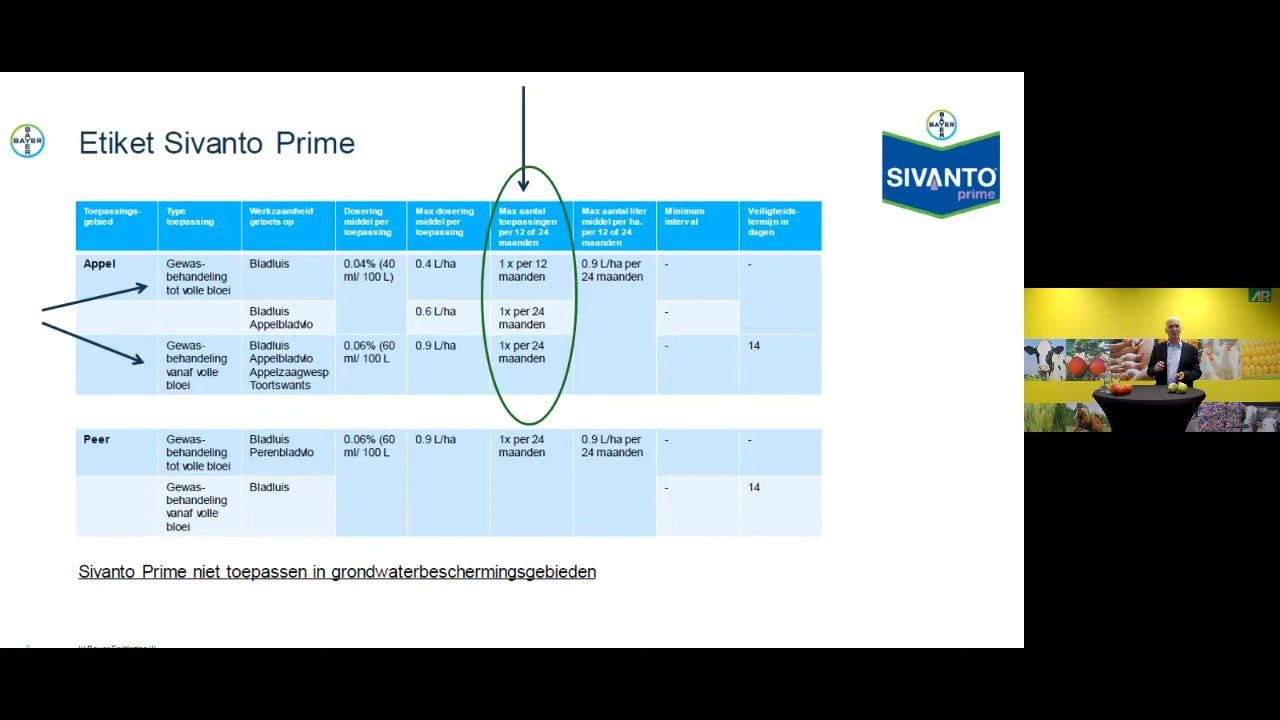 BAYER
BAYER
Etiket Sivanto Prime
BAYER
BAYER
SIVANTO
prime
Toepassings-
gebied
Type
toepassing
Werkzaamheid
getoets op
Dosering
middel per
toepassing
Max dosering
middel per
toepassing
Max aantal
toepassingen
per 12 of 24
maanden
Max aantal liter
middel per ha.
per 12 of 24
maanden
Minimum
interval
Veiligheids-
termijn in
dagen
Appel
Gewas-
behandeling
tot volle bloei
Bladluis
0.04% (40
ml/ 100 L)
0.4 L/ha
1 x per 12
maanden
0.9 L/ha per
24 maanden
-
-
Bladluis
Appelbladvlo
0.6 L/ha
1x per 24
maanden
-
Gewas-
behandeling
vanaf volle
bloei
Bladluis
Appelbladvlo
Appelzaagwesp
Toortswants
0.06% (60
ml/ 100 L
0.9 L/ha
1x per 24
maanden
-
14
Peer
Gewas-
behandeling
tot volle bloei
Bladluis
Perenbladvlo
0.06% (60
ml/ 100 L
0.9 L/ha
1x per 24
maanden
0.9 L/ha per
24 maanden
-
-
Gewas-
behandeling
vanaf volle
bloei
Bladluis
-
14
Sivanto Prime niet toepassen in grondwaterbeschermingsgebieden
AR